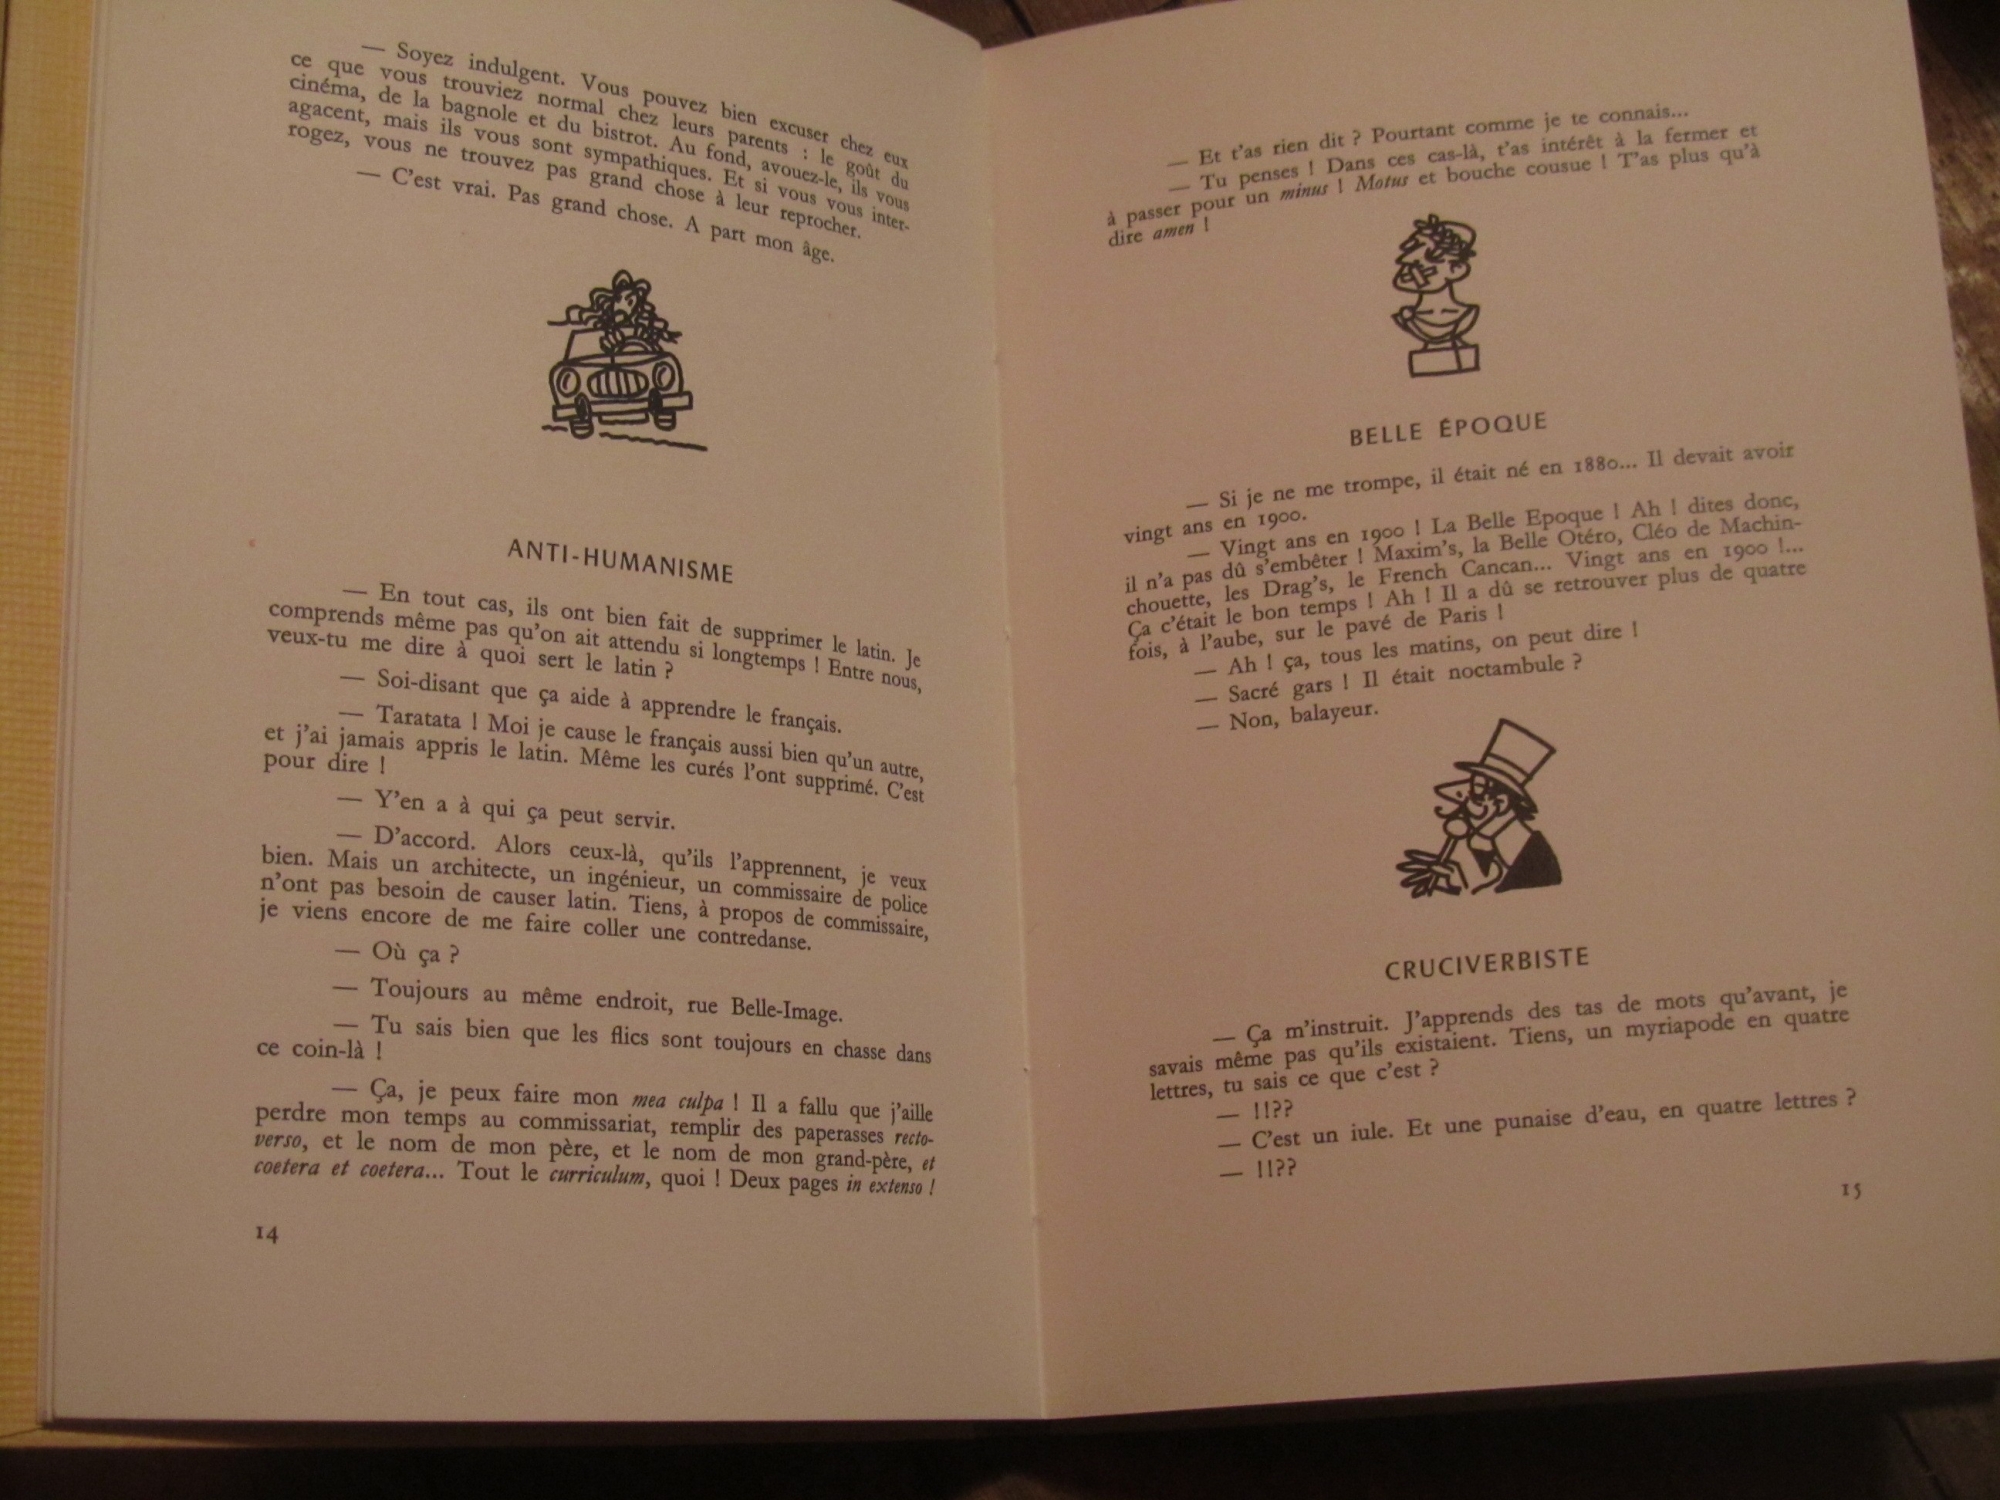 — Soyez indulgent. Vous pouvez bien excuser chez eux
ce que vous trouviez normal chez leurs parents : le goût du
cinéma, de la bagnole et du bistrot. Au fond, avouez-le, ils vous
agacent, mais ils vous sont sympathiques. Et si vous vous inter-
rogez, vous ne trouvez pas grand chose à leur reprocher.
— C'est vrai. Pas grand chose. A part mon âge.
ANTI-HUMANISME
— En tout cas, ils ont bien fait de supprimer le latin. Je
comprends même pas qu'on ait attendu si longtemps ! Entre nous,
veux-tu me dire à quoi sert le latin ?
— Soi-disant que ça aide à apprendre le français.
— Taratata ! Moi je cause le français aussi bien qu'un autre,
et j'ai jamais appris le latin. Même les curés l'ont supprimé. C'est
pour dire !
— Y'en a à qui ça peut servir.
— D'accord. Alors ceux-là, qu'ils l'apprennent, je veux
bien. Mais un architecte, un ingénieur, un commissaire de police
n'ont pas besoin de causer latin. Tiens, à propos de commissaire,
je viens encore de me faire coller une contredanse.
— Où ça ?
— Toujours au même endroit, rue Belle-Image.
— Tu sais bien que les flics sont toujours en chasse dans
ce coin-là !
— Ça, je peux faire mon mea culpa ! Il a fallu que j'aille
perdre mon temps au commissariat, remplir des paperasses recto-
verso, et le nom de mon père, et le nom de mon grand-père, et
coetera et coetera... Tout le curriculum, quoi ! Deux pages in extenso !
14
— Et t'as rien dit ? Pourtant comme je te connais...
— Tu penses ! Dans ces cas-là, t'as intérêt à la fermer et
à passer pour un minus ! Motus et bouche cousue ! T'as plus qu'à
dire amen !
BELLE ÉPOQUE
— Si je ne me trompe, il était né en 1880... Il devait avoir
vingt ans en 1900.
— Vingt ans en 1900 ! La Belle Epoque ! Ah ! dites donc,
il n'a pas dû s'embêter ! Maxim's, la Belle Otéro, Cléo de Machin-
chouette, les Drag's, le French Cancan... Vingt ans en 1900 !...
Ça c'était le bon temps ! Ah ! Il a dû se retrouver plus de quatre
fois, à l'aube, sur le pavé de Paris !
— Ah ! ça, tous les matins, on peut dire !
— Sacré gars ! Il était noctambule ?
— Non, balayeur.
CRUCIVERBISTE
— Ça m'instruit. J'apprends des tas de mots qu'avant, je
savais même pas qu'ils existaient. Tiens, un myriapode en quatre
lettres, tu sais ce que c'est ?
— !!??
— C'est un iule. Et une punaise d'eau, en quatre lettres ?
— !!??
15